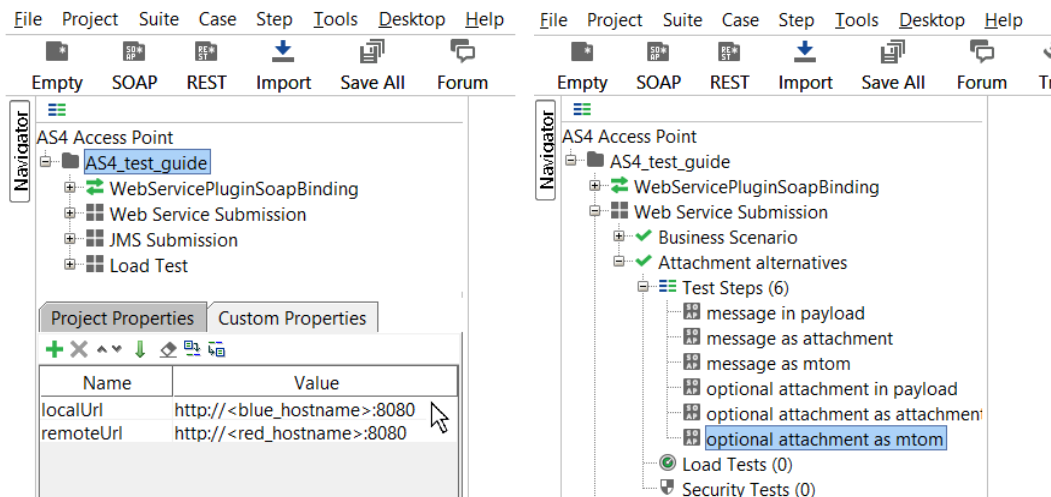 File Project Suite Case Step Tools Desktop Help
Empty SOAP REST Import Save All Forum
Navigator
AS4 Access Point
AS4_test_guide
WebServicePluginSoapBinding
Web Service Submission
JMS Submission
Load Test
Project Properties Custom Properties
Name Value
localUrl http://<blue_hostname>:8080
remoteUrl http://<red_hostname>:8080
File Project Suite Case Step Tools Desktop Help
Empty SOAP REST Import Save All Forum
Navigator
AS4 Access Point
AS4_test_guide
WebServicePluginSoapBinding
Web Service Submission
Business Scenario
Attachment alternatives
Test Steps (6)
message in payload
message as attachment
message as mtom
optional attachment in payload
optional attachment as attachment
optional attachment as mtom
Load Tests (0)
Security Tests (0)